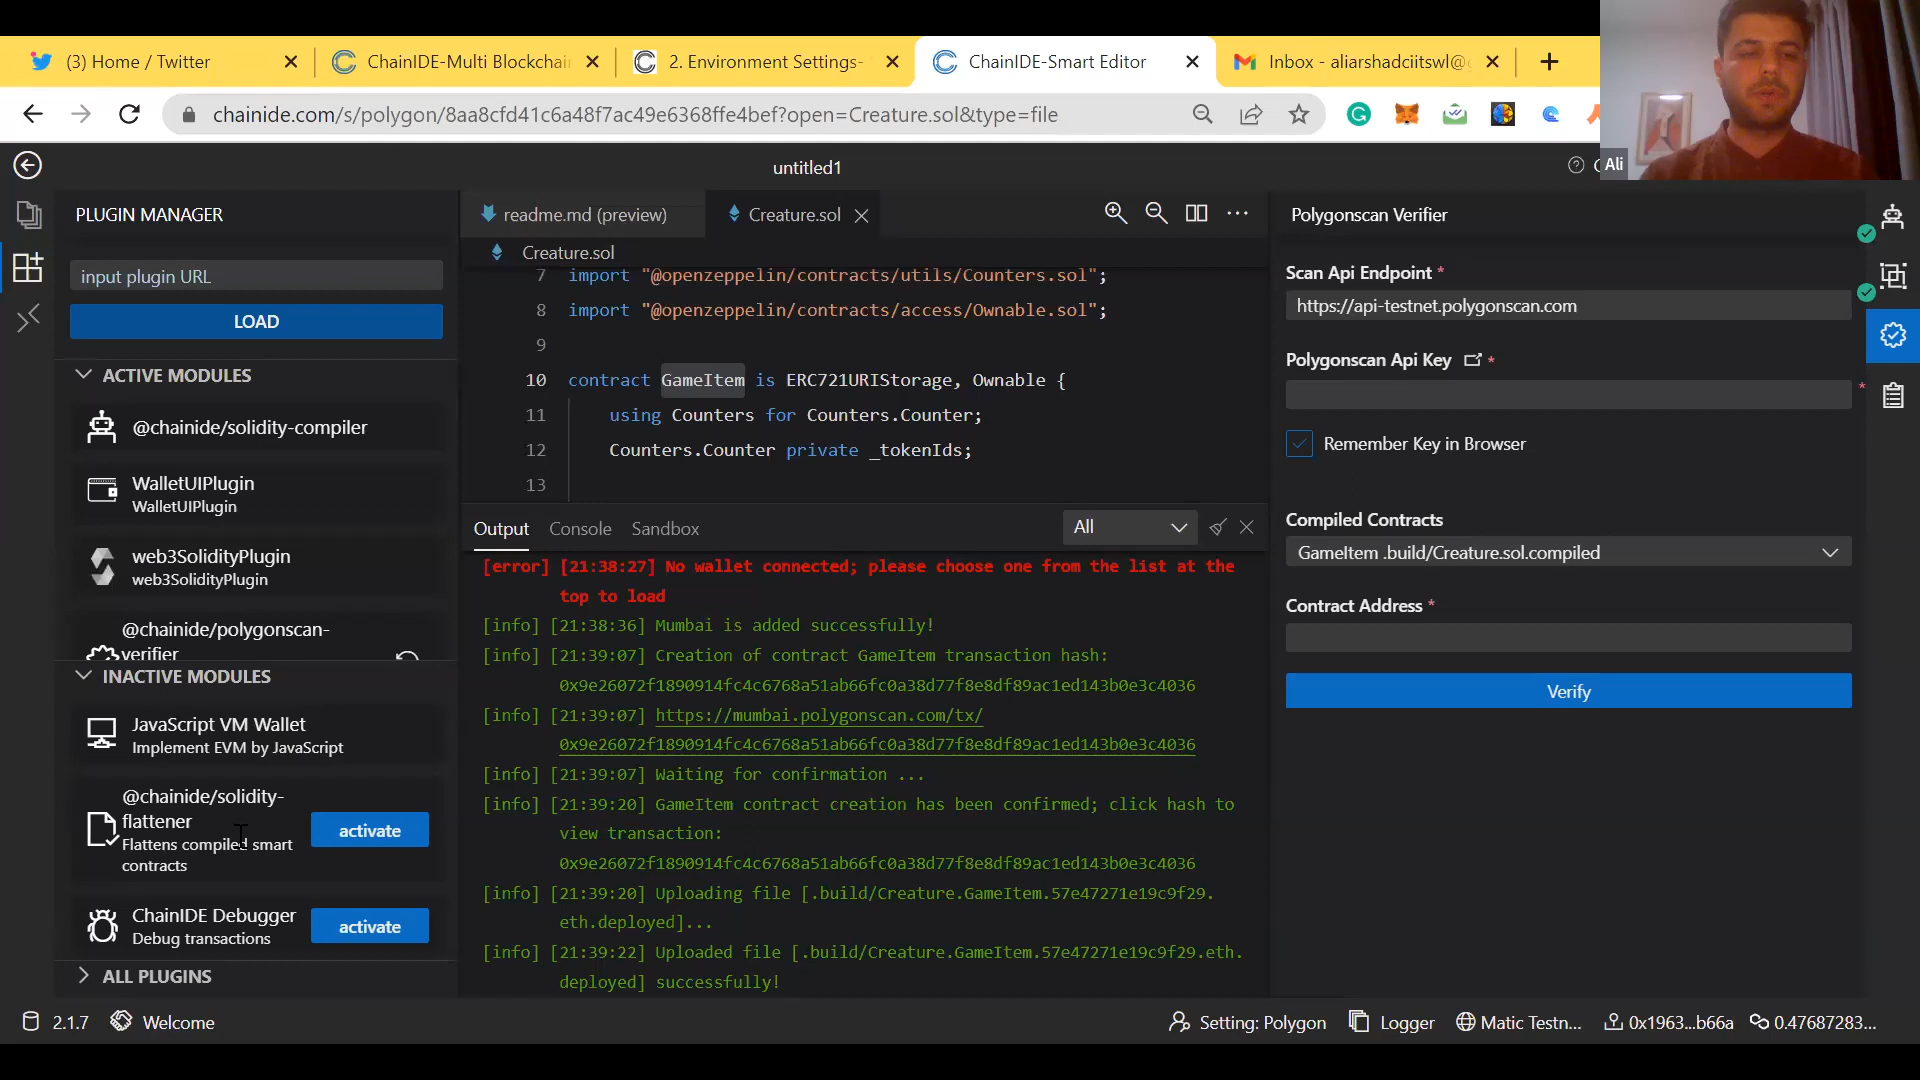 (3) Home / Twitter
ChainIDE-Multi Blockchain
2. Environment Settings-
ChainIDE-Smart Editor
Inbox - aliarshadciitswl@g
chainide.com/s/polygon/8aa8cfd41c6a48f7ac49e6368ffe4bef?open=Creature.sol&type=file
Ali
untitled1
PLUGIN MANAGER
input plugin URL
LOAD
ACTIVE MODULES
@chainide/solidity-compiler
WalletUIPlugin
WalletUIPlugin
web3SolidityPlugin
web3SolidityPlugin
@chainide/polygonscan-
verifier
INACTIVE MODULES
JavaScript VM Wallet
Implement EVM by JavaScript
@chainide/solidity-
flattener
Flattens compiled smart
contracts
activate
ChainIDE Debugger
Debug transactions
activate
ALL PLUGINS
readme.md (preview)
Creature.sol
Creature.sol
7 import "@openzeppelin/contracts/utils/Counters.sol";
8 import "@openzeppelin/contracts/access/Ownable.sol";
9
10 contract GameItem is ERC721URIStorage, Ownable {
11 using Counters for Counters.Counter;
12 Counters.Counter private _tokenIds;
13
Output Console Sandbox
All
[error] [21:38:27] No wallet connected; please choose one from the list at the
top to load
[info] [21:38:36] Mumbai is added successfully!
[info] [21:39:07] Creation of contract GameItem transaction hash:
0x9e26072f1890914fc4c6768a51ab66fc0a38d77f8e8df89ac1ed143b0e3c4036
[info] [21:39:07] https://mumbai.polygonscan.com/tx/
0x9e26072f1890914fc4c6768a51ab66fc0a38d77f8e8df89ac1ed143b0e3c4036
[info] [21:39:07] Waiting for confirmation ...
[info] [21:39:20] GameItem contract creation has been confirmed; click hash to
view transaction:
0x9e26072f1890914fc4c6768a51ab66fc0a38d77f8e8df89ac1ed143b0e3c4036
[info] [21:39:20] Uploading file [.build/Creature.GameItem.57e47271e19c9f29.
eth.deployed]...
[info] [21:39:22] Uploaded file [.build/Creature.GameItem.57e47271e19c9f29.eth.
deployed] successfully!
Polygonscan Verifier
Scan Api Endpoint *
https://api-testnet.polygonscan.com
Polygonscan Api Key *
*
Remember Key in Browser
Compiled Contracts
GameItem .build/Creature.sol.compiled
Contract Address *
Verify
2.1.7
Welcome
Setting: Polygon
Logger
Matic Testn...
0x1963...b66a
0.47687283...